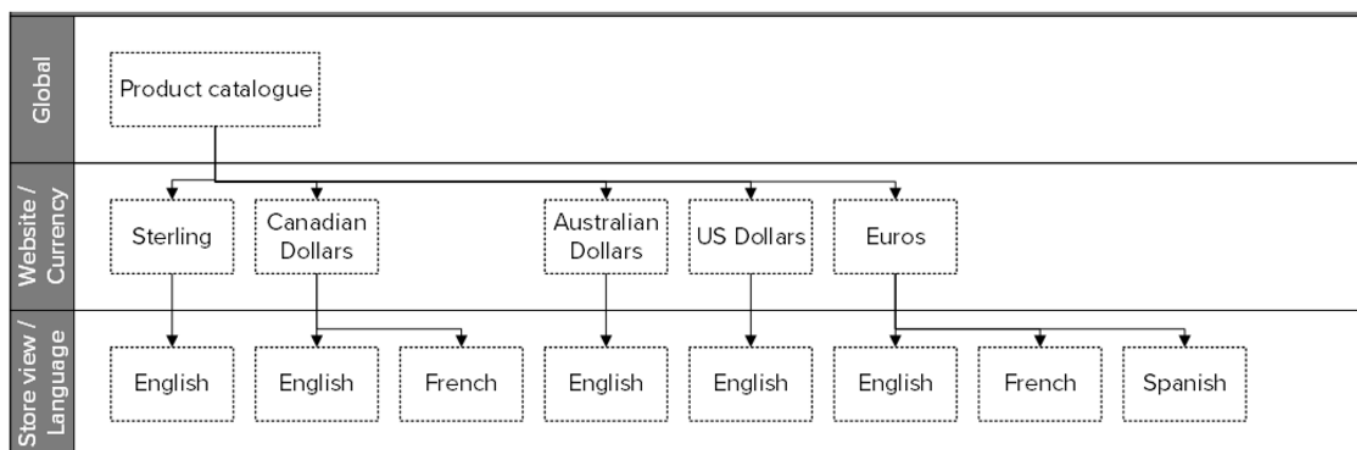 Global
Product catalogue
Website /
Currency
Sterling
Canadian
Dollars
Australian
Dollars
US Dollars
Euros
Store view /
Language
English
English
French
English
English
English
French
Spanish